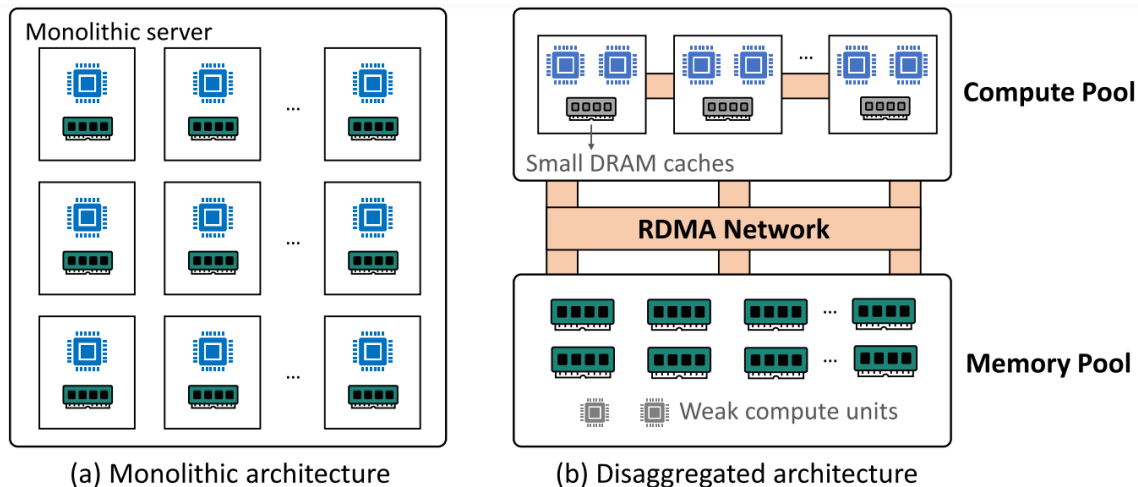 Monolithic server
...
...
...
(a) Monolithic architecture
...
Small DRAM caches
Compute Pool
RDMA Network
...
...
Memory Pool
Weak compute units
(b) Disaggregated architecture